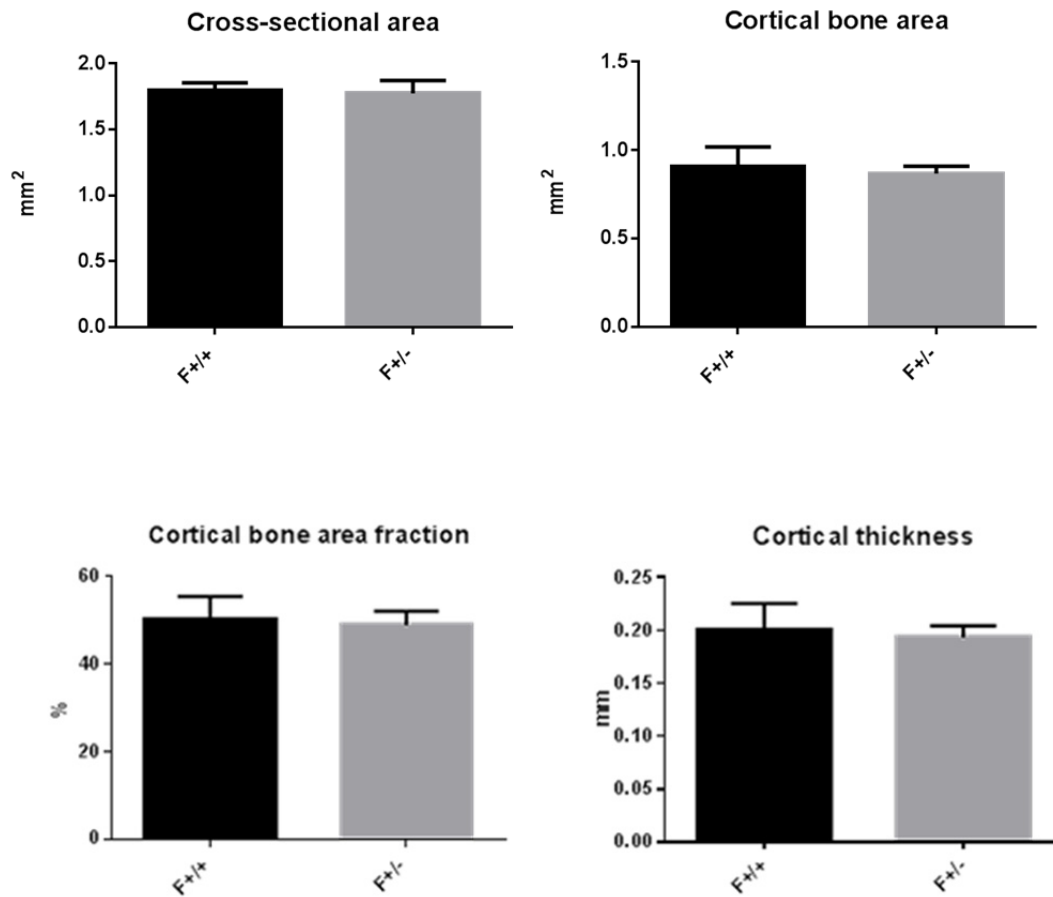 Cross-sectional area
2.0
1.5
1.0
0.5
0.0
mm²
F+/+
F+/-
Cortical bone area
1.5
1.0
0.5
0.0
mm²
F+/+
F+/-
Cortical bone area fraction
60
40
20
0
%
F+/+
F+/-
Cortical thickness
0.25
0.20
0.15
0.10
0.05
0.00
mm
F+/+
F+/-